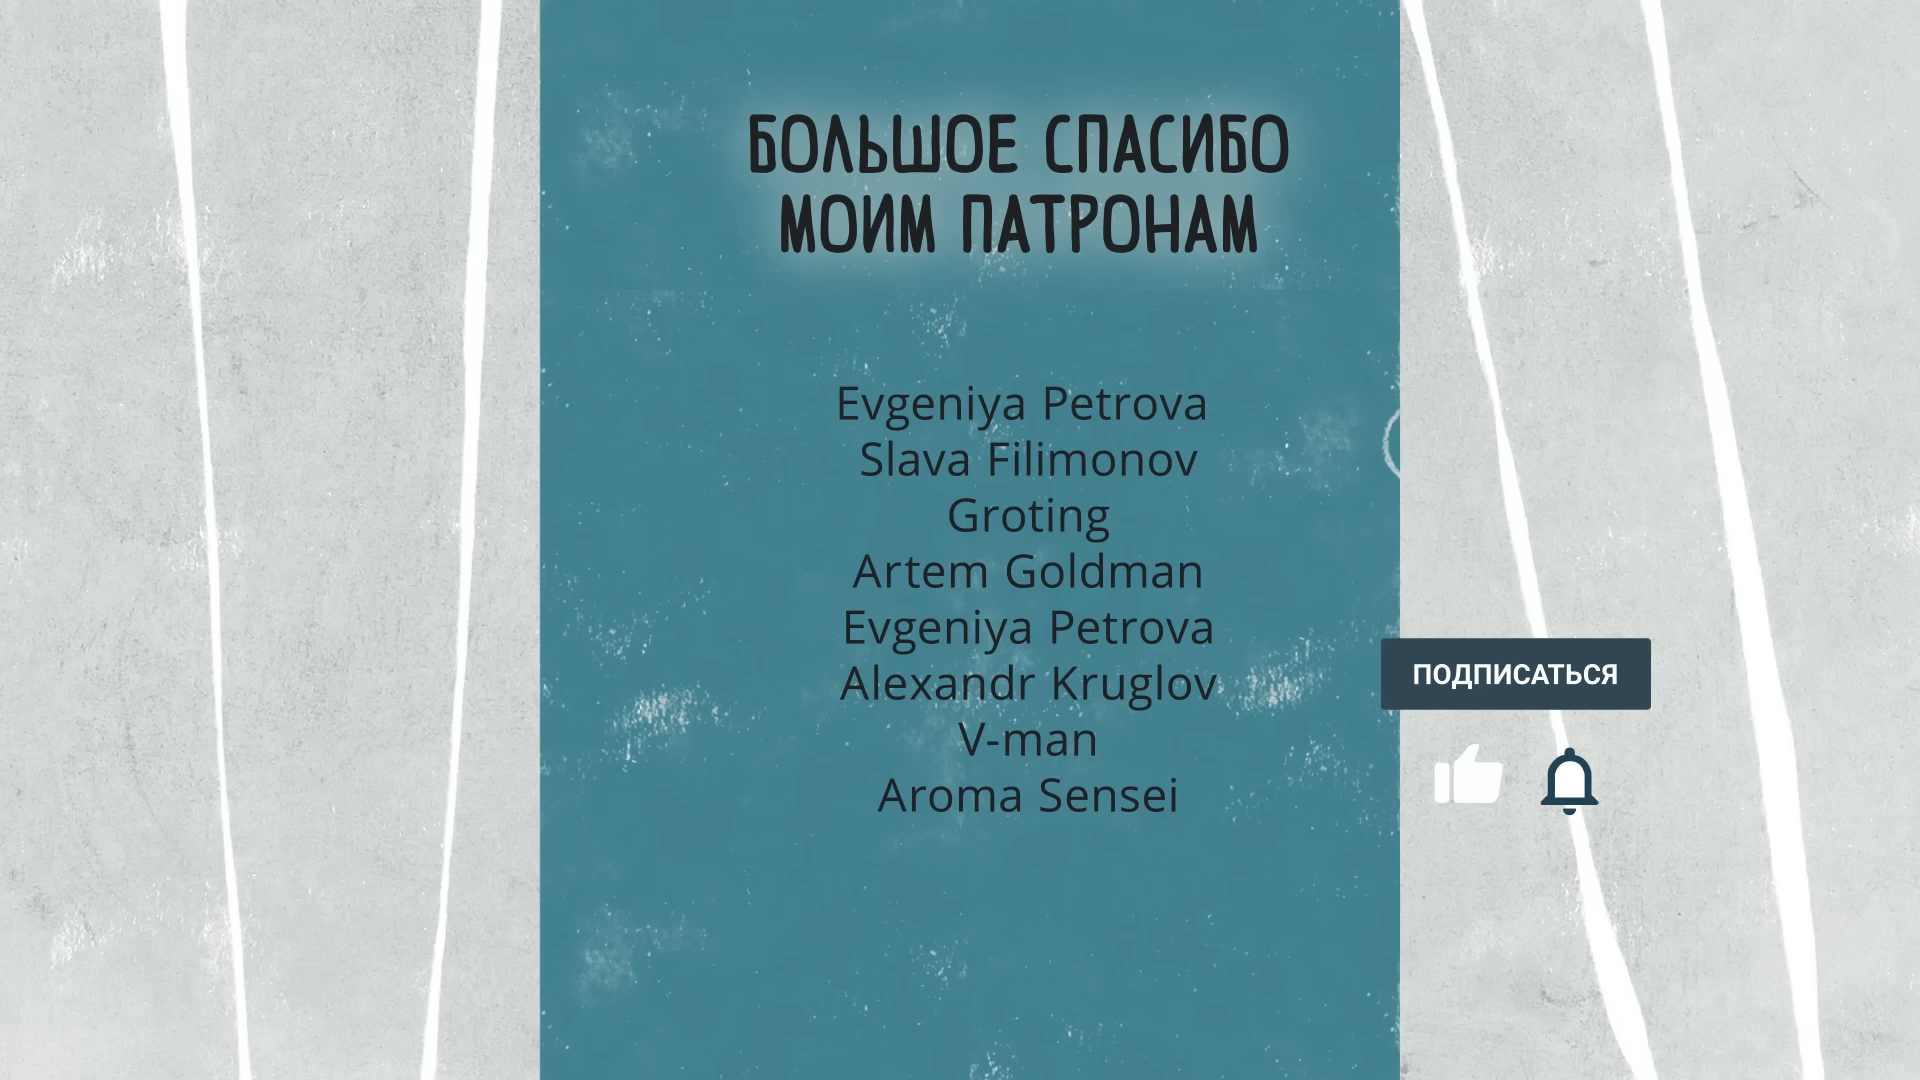 БОЛЬШОЕ СПАСИБО
МОИМ ПАТРОНАМ
Evgeniya Petrova
Slava Filimonov
Groting
Artem Goldman
Evgeniya Petrova
Alexandr Kruglov
V-man
Aroma Sensei
ПОДПИСАТЬСЯ